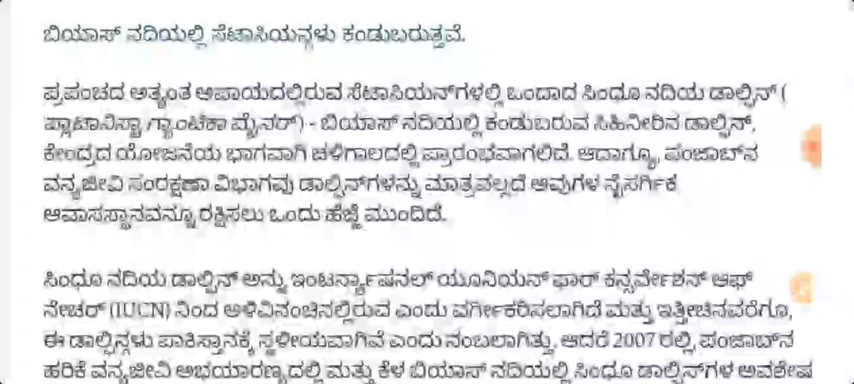 ಬಿಯಾಸ್ ನದಿಯಲ್ಲಿ ಸೆಟಾಸಿಯನ್ಗಳು ಕಂಡುಬರುತ್ತವೆ.
ಪ್ರಪಂಚದ ಅತ್ಯಂತ ಅಪಾಯದಲ್ಲಿರುವ ಸೆಟಾಸಿಯನ್‌ಗಳಲ್ಲಿ ಒಂದಾದ ಸಿಂಧೂ ನದಿಯ ಡಾಲ್ಫಿನ್ (
ಪ್ಲಾಟಾನಿಸ್ಟಾ ಗ್ಯಾಂಟಿಕಾ ಮೈನರ್) - ಬಿಯಾಸ್ ನದಿಯಲ್ಲಿ ಕಂಡುಬರುವ ಸಿಹಿನೀರಿನ ಡಾಲ್ಫಿನ್,
ಕೇಂದ್ರದ ಯೋಜನೆಯ ಭಾಗವಾಗಿ ಚಳಿಗಾಲದಲ್ಲಿ ಪ್ರಾರಂಭವಾಗಲಿದೆ. ಆದಾಗ್ಯೂ, ಪಂಜಾಬ್‌ನ
ವನ್ಯಜೀವಿ ಸಂರಕ್ಷಣಾ ವಿಭಾಗವು ಡಾಲ್ಫಿನ್‌ಗಳನ್ನು ಮಾತ್ರವಲ್ಲದೆ ಅವುಗಳ ನೈಸರ್ಗಿಕ
ಆವಾಸಸ್ಥಾನವನ್ನೂ ರಕ್ಷಿಸಲು ಒಂದು ಹೆಜ್ಜೆ ಮುಂದಿದೆ.
ಸಿಂಧೂ ನದಿಯ ಡಾಲ್ಫಿನ್ ಅನ್ನು ಇಂಟರ್ನ್ಯಾಷನಲ್ ಯೂನಿಯನ್ ಫಾರ್ ಕನ್ಸರ್ವೇಶನ್ ಆಫ್
ನೇಚರ್ (IUCN) ನಿಂದ ಅಳಿವಿನಂಚಿನಲ್ಲಿರುವ ಎಂದು ವರ್ಗೀಕರಿಸಲಾಗಿದೆ ಮತ್ತು ಇತ್ತೀಚಿನವರೆಗೂ,
ಈ ಡಾಲ್ಫಿನ್ಗಳು ಪಾಕಿಸ್ತಾನಕ್ಕೆ ಸ್ಥಳೀಯವಾಗಿವೆ ಎಂದು ನಂಬಲಾಗಿತ್ತು. ಆದರೆ 2007 ರಲ್ಲಿ, ಪಂಜಾಬ್‌ನ
ಹರಿಕೆ ವನ್ಯಜೀವಿ ಅಭಯಾರಣ್ಯದಲ್ಲಿ ಮತ್ತು ಕೆಳ ಬಿಯಾಸ್ ನದಿಯಲ್ಲಿ ಸಿಂಧೂ ಡಾಲ್ಫಿನ್‌ಗಳ ಅವಶೇಷ